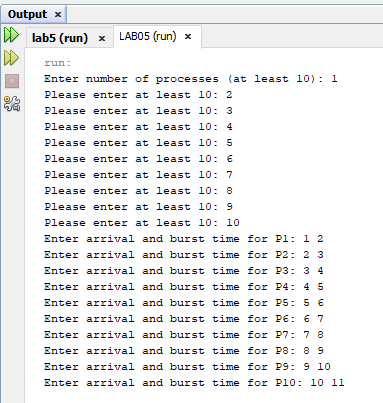 Output ×
lab5 (run) × LAB05 (run) ×
run:
Enter number of processes (at least 10): 1
Please enter at least 10: 2
Please enter at least 10: 3
Please enter at least 10: 4
Please enter at least 10: 5
Please enter at least 10: 6
Please enter at least 10: 7
Please enter at least 10: 8
Please enter at least 10: 9
Please enter at least 10: 10
Enter arrival and burst time for P1: 1 2
Enter arrival and burst time for P2: 2 3
Enter arrival and burst time for P3: 3 4
Enter arrival and burst time for P4: 4 5
Enter arrival and burst time for P5: 5 6
Enter arrival and burst time for P6: 6 7
Enter arrival and burst time for P7: 7 8
Enter arrival and burst time for P8: 8 9
Enter arrival and burst time for P9: 9 10
Enter arrival and burst time for P10: 10 11